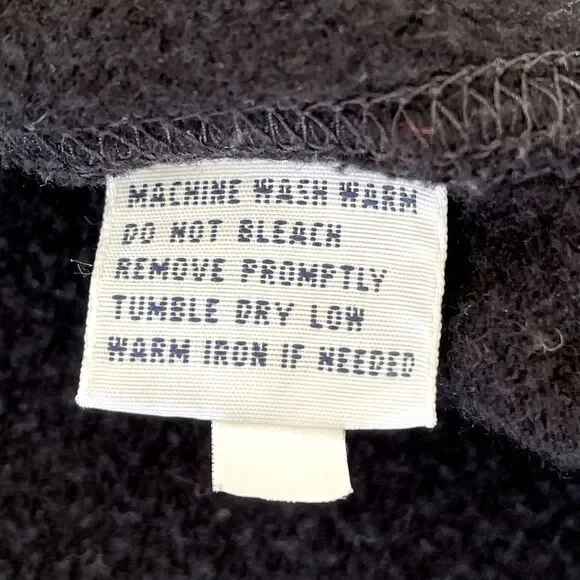 MACHINE WASH WARM
DO NOT BLEACH
REMOVE PROMPTLY
TUMBLE DRY LOW
WARM IRON IF NEEDED